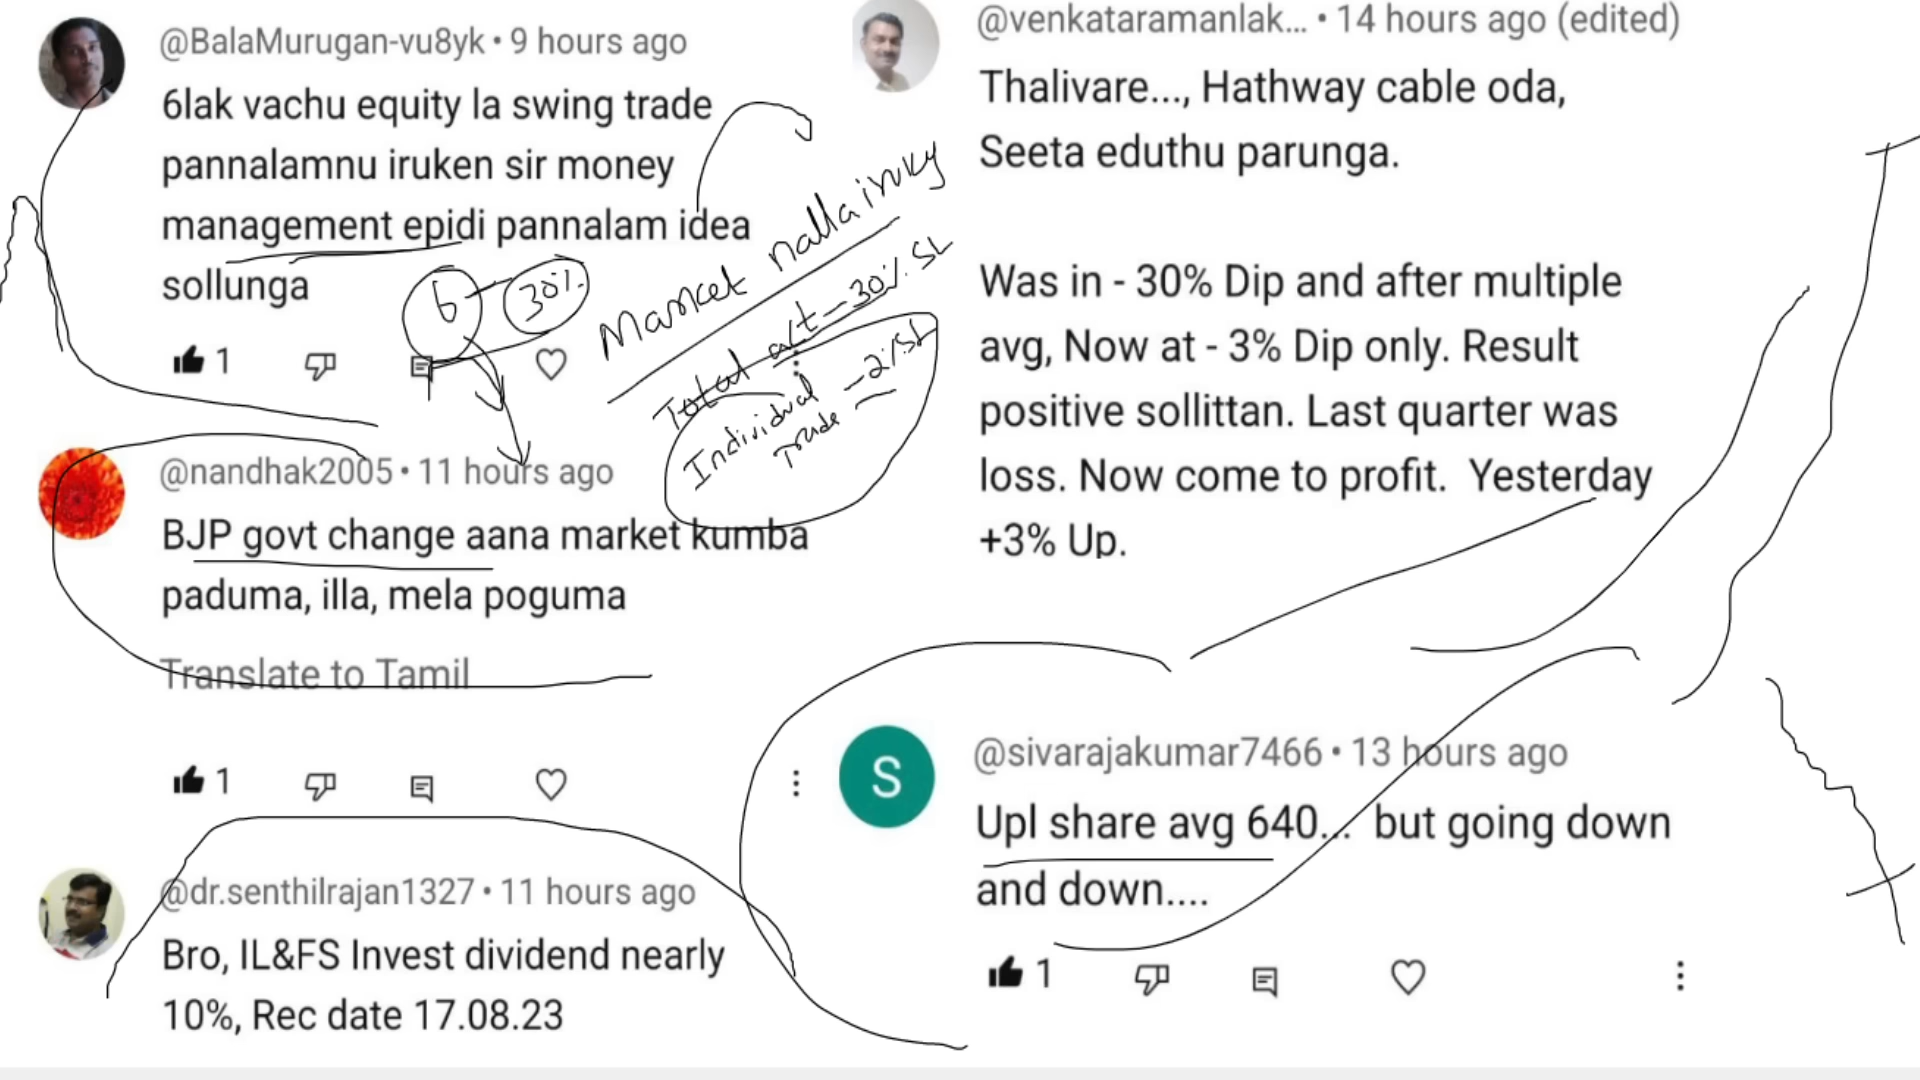 @BalaMurugan-vu8yk • 9 hours ago
6lak vachu equity la swing trade
pannalamnu iruken sir money
management epidi pannalam idea
sollunga
1
6
30%
Market nalla iruky
Total a/t - 30% SL
Individual
Trade
- 2% SL
@nandhak2005 • 11 hours ago
BJP govt change aana market kumba
paduma, illa, mela poguma
Translate to Tamil
1
@dr.senthilrajan1327 • 11 hours ago
Bro, IL&FS Invest dividend nearly
10%, Rec date 17.08.23
@venkataramanlak... • 14 hours ago (edited)
Thalivare..., Hathway cable oda,
Seeta eduthu parunga.
Was in - 30% Dip and after multiple
avg, Now at - 3% Dip only. Result
positive sollittan. Last quarter was
loss. Now come to profit.  Yesterday
+3% Up.
S
@sivarajakumar7466 • 13 hours ago
Upl share avg 640...  but going down
and down....
1